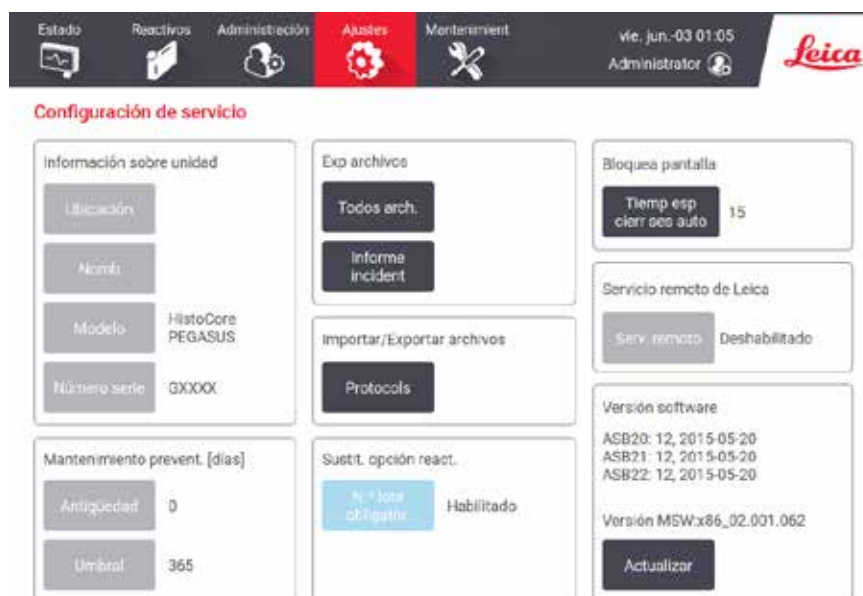 Estado
Reactivos
Administración
Ajustes
Mantenimient
vie. jun.-03 01:05
Administrator
Leica
Configuración de servicio
Información sobre unidad
Ubicación
Nomb
Modelo
HistoCore
PEGASUS
Número serie
GXXXX
Mantenimiento prevent. [días]
Antigüedad
0
Umbral
365
Exp archivos
Todos arch.
Informe
incident
Importar/Exportar archivos
Protocols
Sustit. opción react.
N.º lote
obligator
Habilitado
Bloquea pantalla
Tiemp esp
cierr ses auto
15
Servicio remoto de Leica
Serv. remoto
Deshabilitado
Versión software
ASB20: 12, 2015-05-20
ASB21: 12, 2015-05-20
ASB22: 12, 2015-05-20
Versión MSW:x86_02.001.062
Actualizar